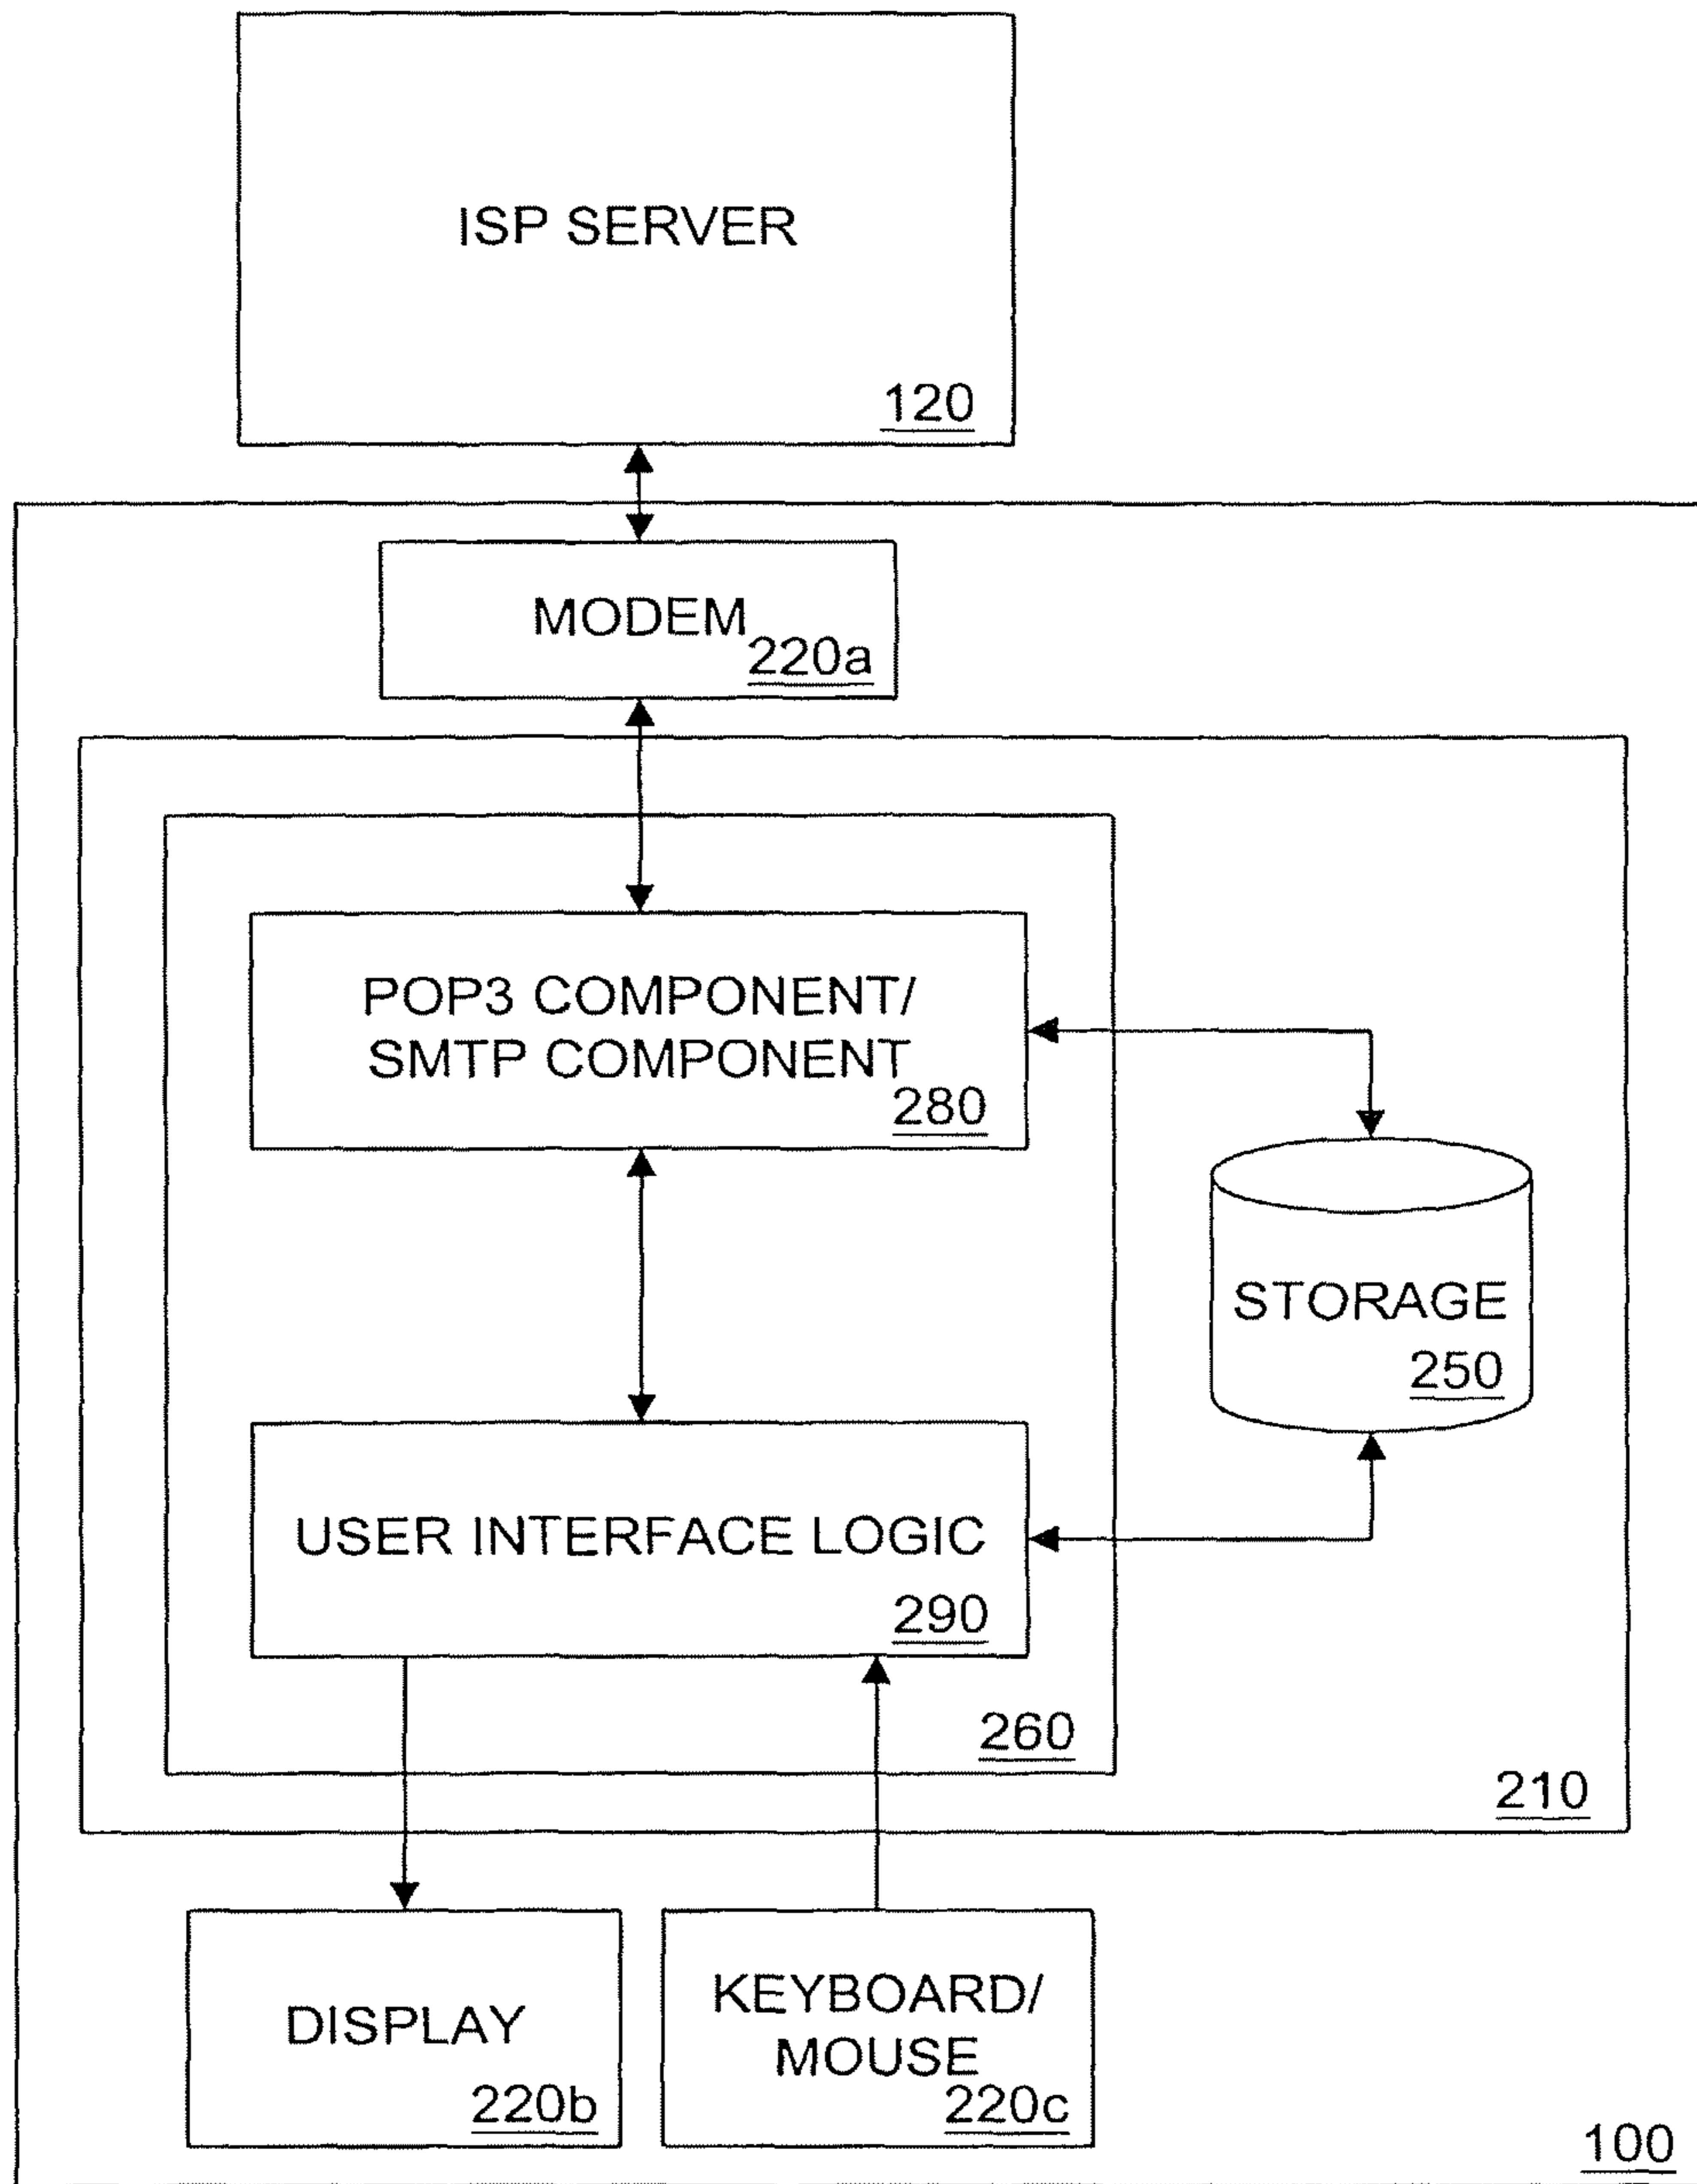 ISP SERVER
120
MODEM
220a
POP3 COMPONENT/
SMTP COMPONENT
280
STORAGE
250
USER INTERFACE LOGIC
290
260
210
DISPLAY
220b
KEYBOARD/
MOUSE
220c
100